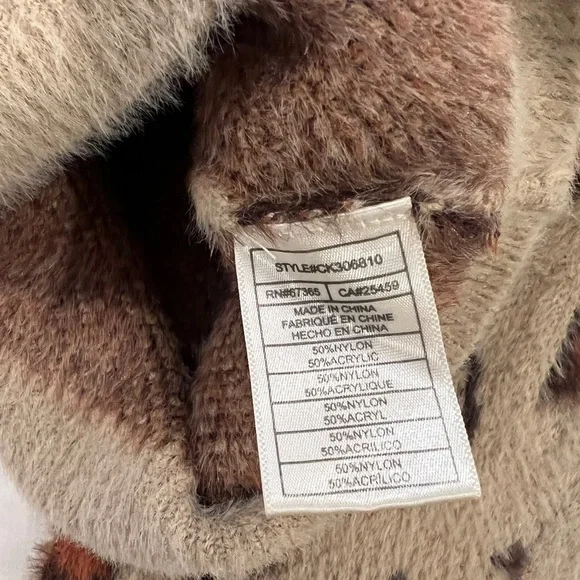 STYLE#CK306810
RN#67365 CA#25459
MADE IN CHINA
FABRIQUÉ EN CHINE
HECHO EN CHINA
50%NYLON
50%ACRYLIC
50%NYLON
50%ACRYLIQUE
50%NYLON
50%ACRYL
50%NYLON
50%ACRILICO
50%NYLON
50%ACRÍLICO